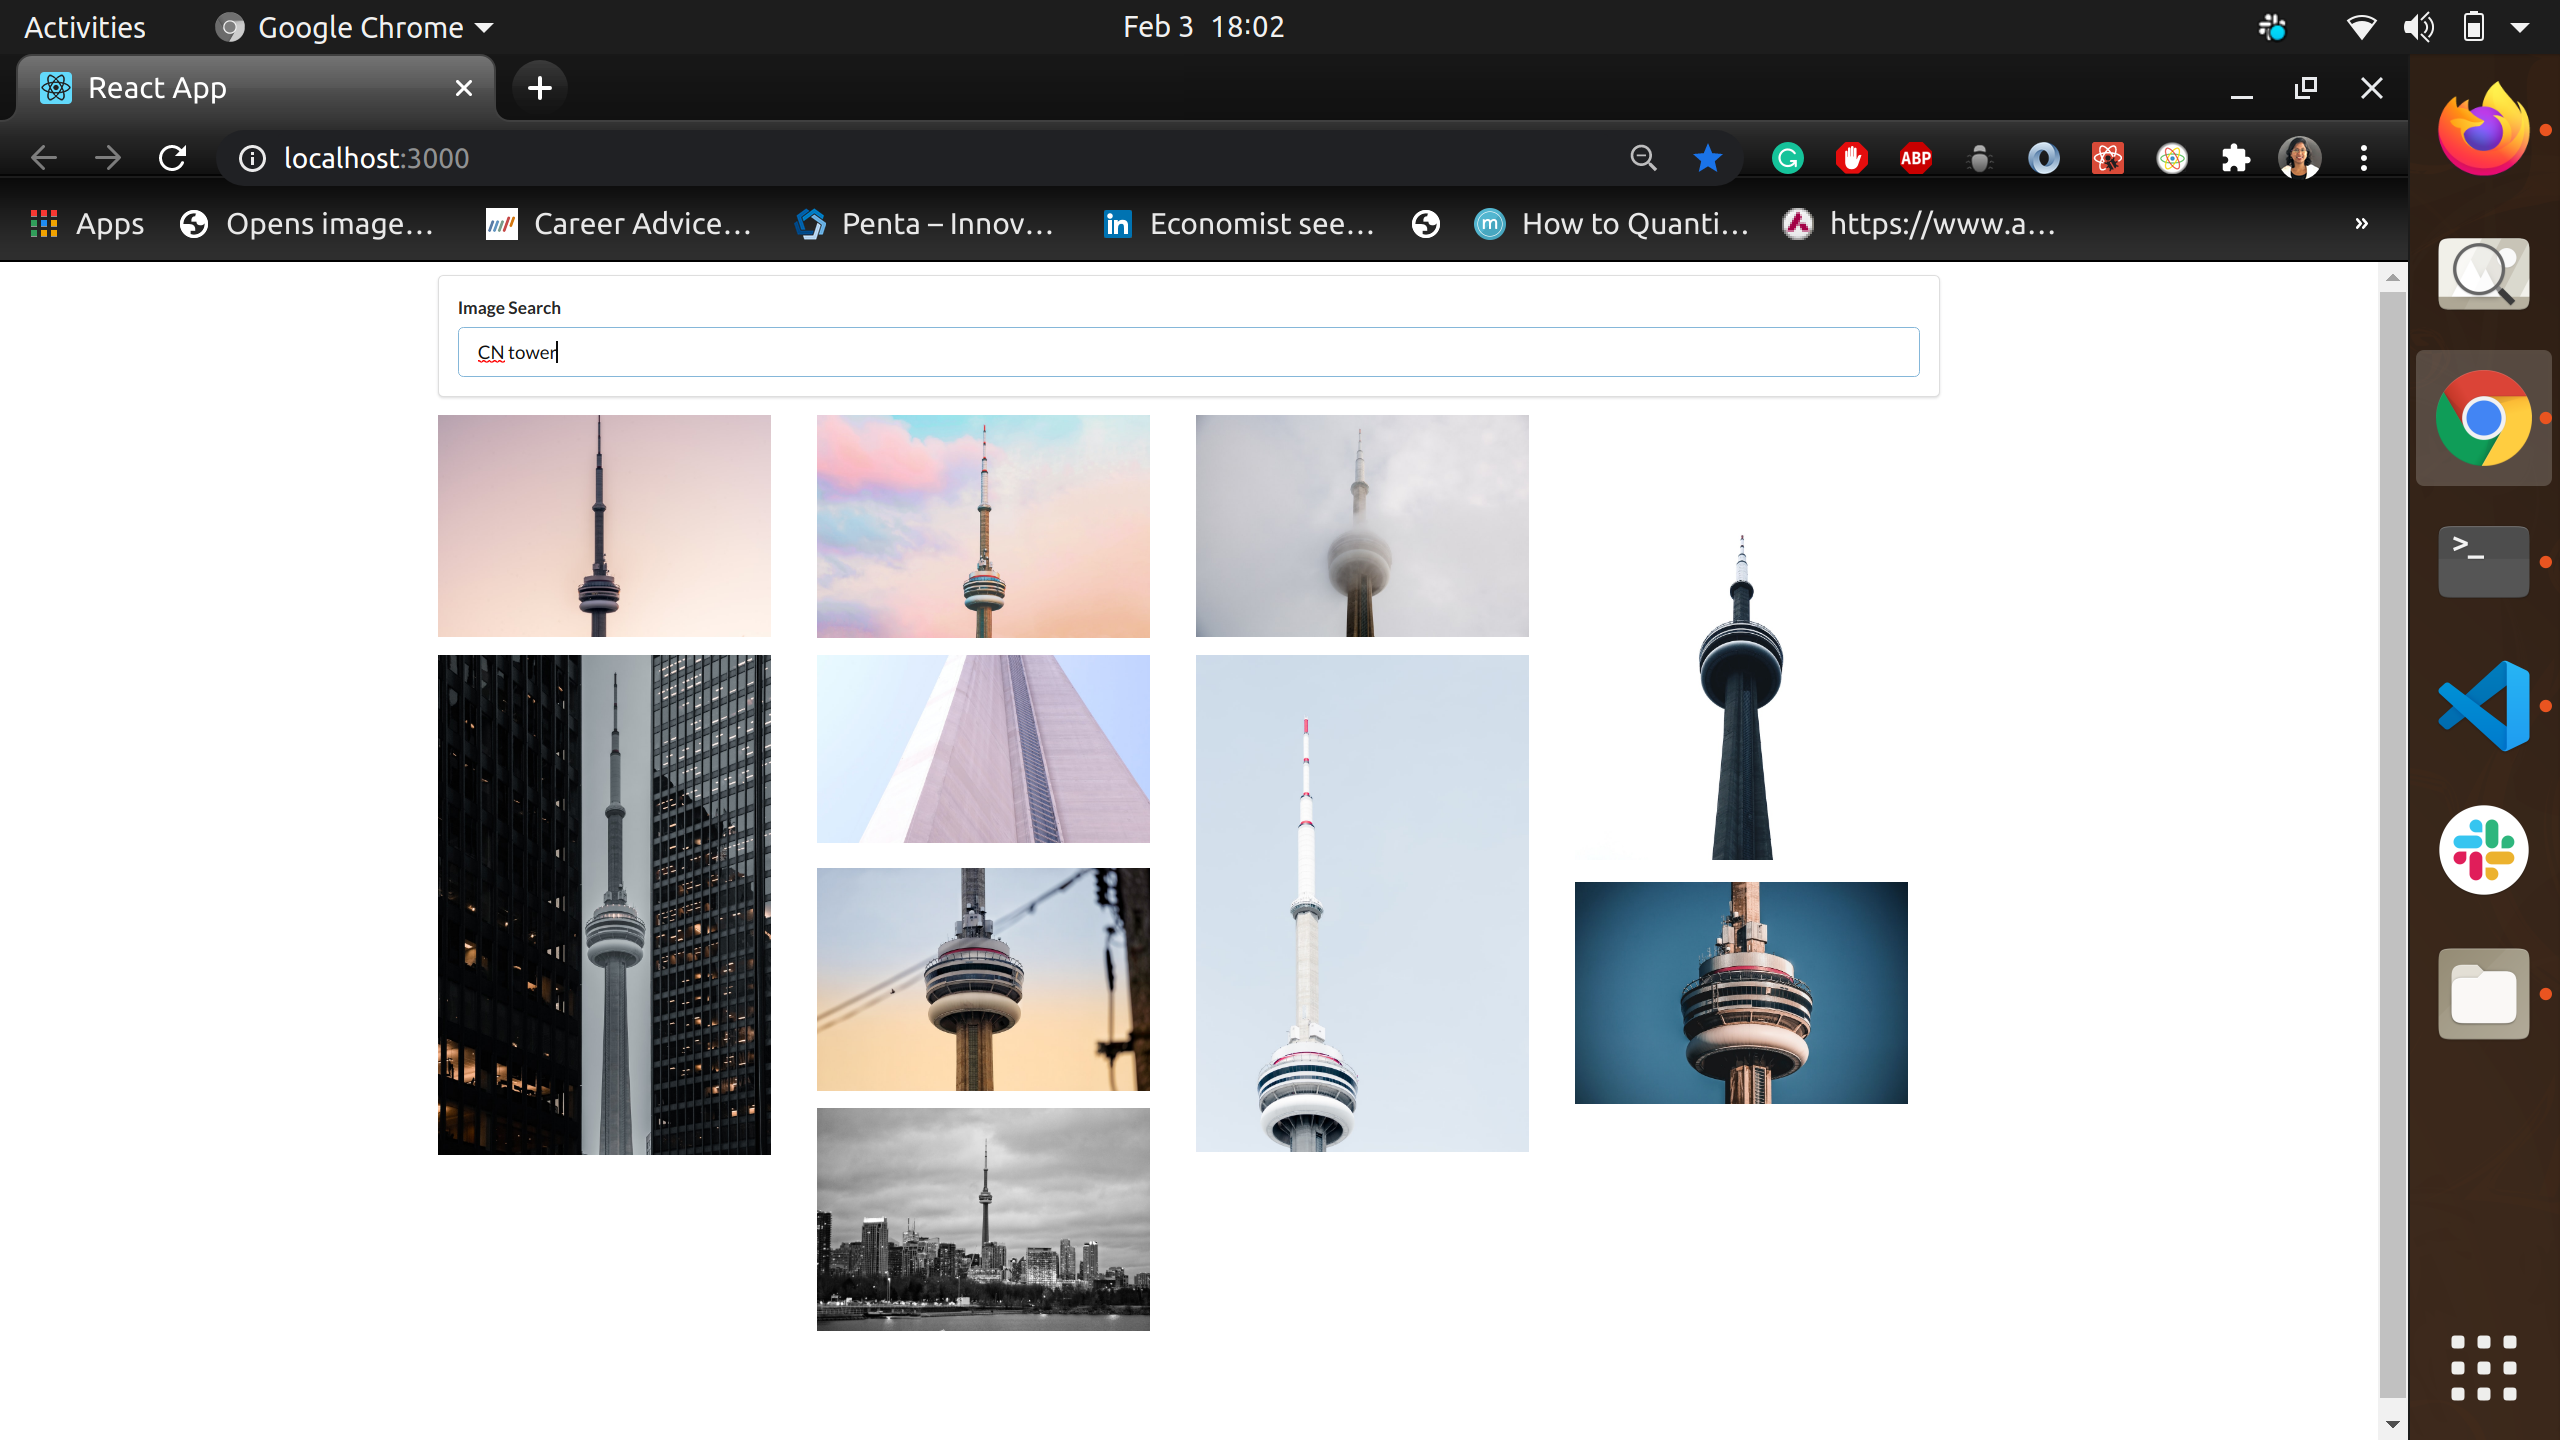 Activities Google Chrome Feb 3 18:02
React App
localhost:3000
ABP
Apps Opens image... Career Advice... Penta – Innov... in Economist see... m How to Quanti... https://www.a... »
Image Search
CN tower
>_